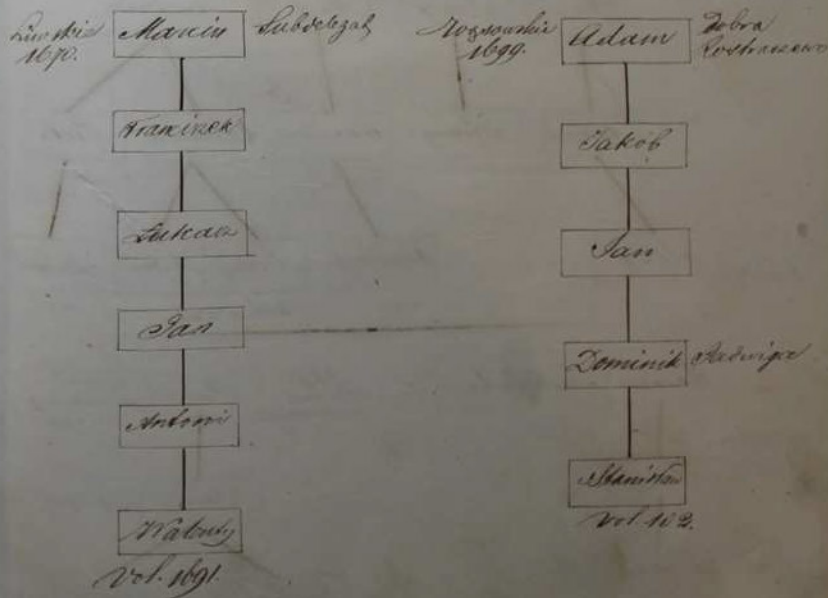 Liwskie
1670.
Marcin
Subdelegat
Franciszek
Łukasz
Jan
Antoni
Walenty
Vol. 1691.
1699.
Adam
Dobra
Jakób
Jan
Dominik
Jadwiga
Stanisław
Vol 102.